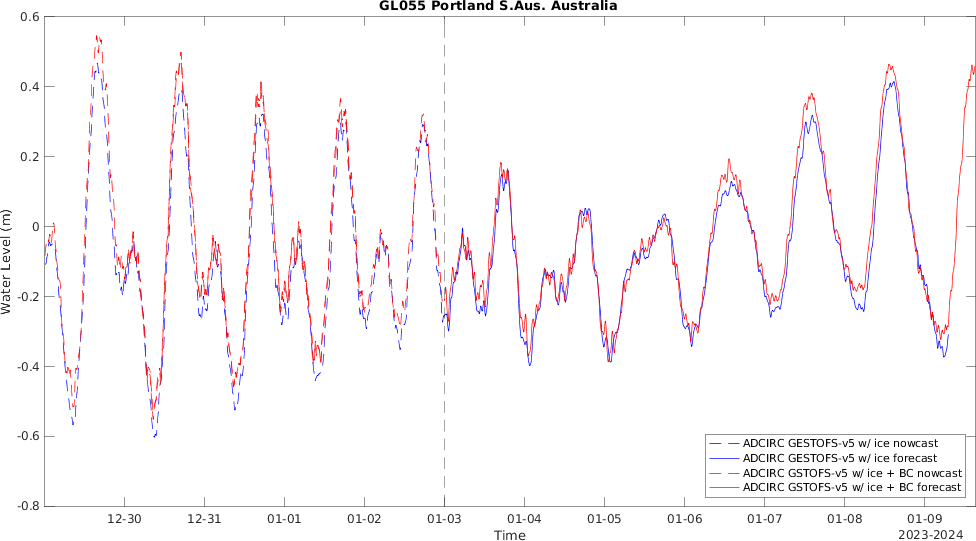 GL055 Portland S.Aus. Australia
0.6
0.4
0.2
0
-0.2
-0.4
-0.6
-0.8
Water Level (m)
ADCIRC GESTOFS-v5 w/ ice nowcast
ADCIRC GESTOFS-v5 w/ ice forecast
ADCIRC GSTOFS-v5 w/ ice + BC nowcast
ADCIRC GSTOFS-v5 w/ ice + BC forecast
12-30 12-31 01-01 01-02 01-03 01-04 01-05 01-06 01-07 01-08 01-09
Time
2023-2024